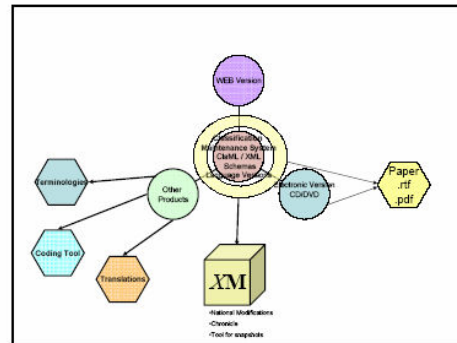 WEB Version
Classification
Maintenance System
ClaML / XML
Schemes
Language Versions
Terminologies
Other
Products
Electronic Version
CD/DVD
Paper
.rtf
.pdf
Coding Tool
Translations
XM
•National Modifications
•Chronicle
•Tool for snapshots